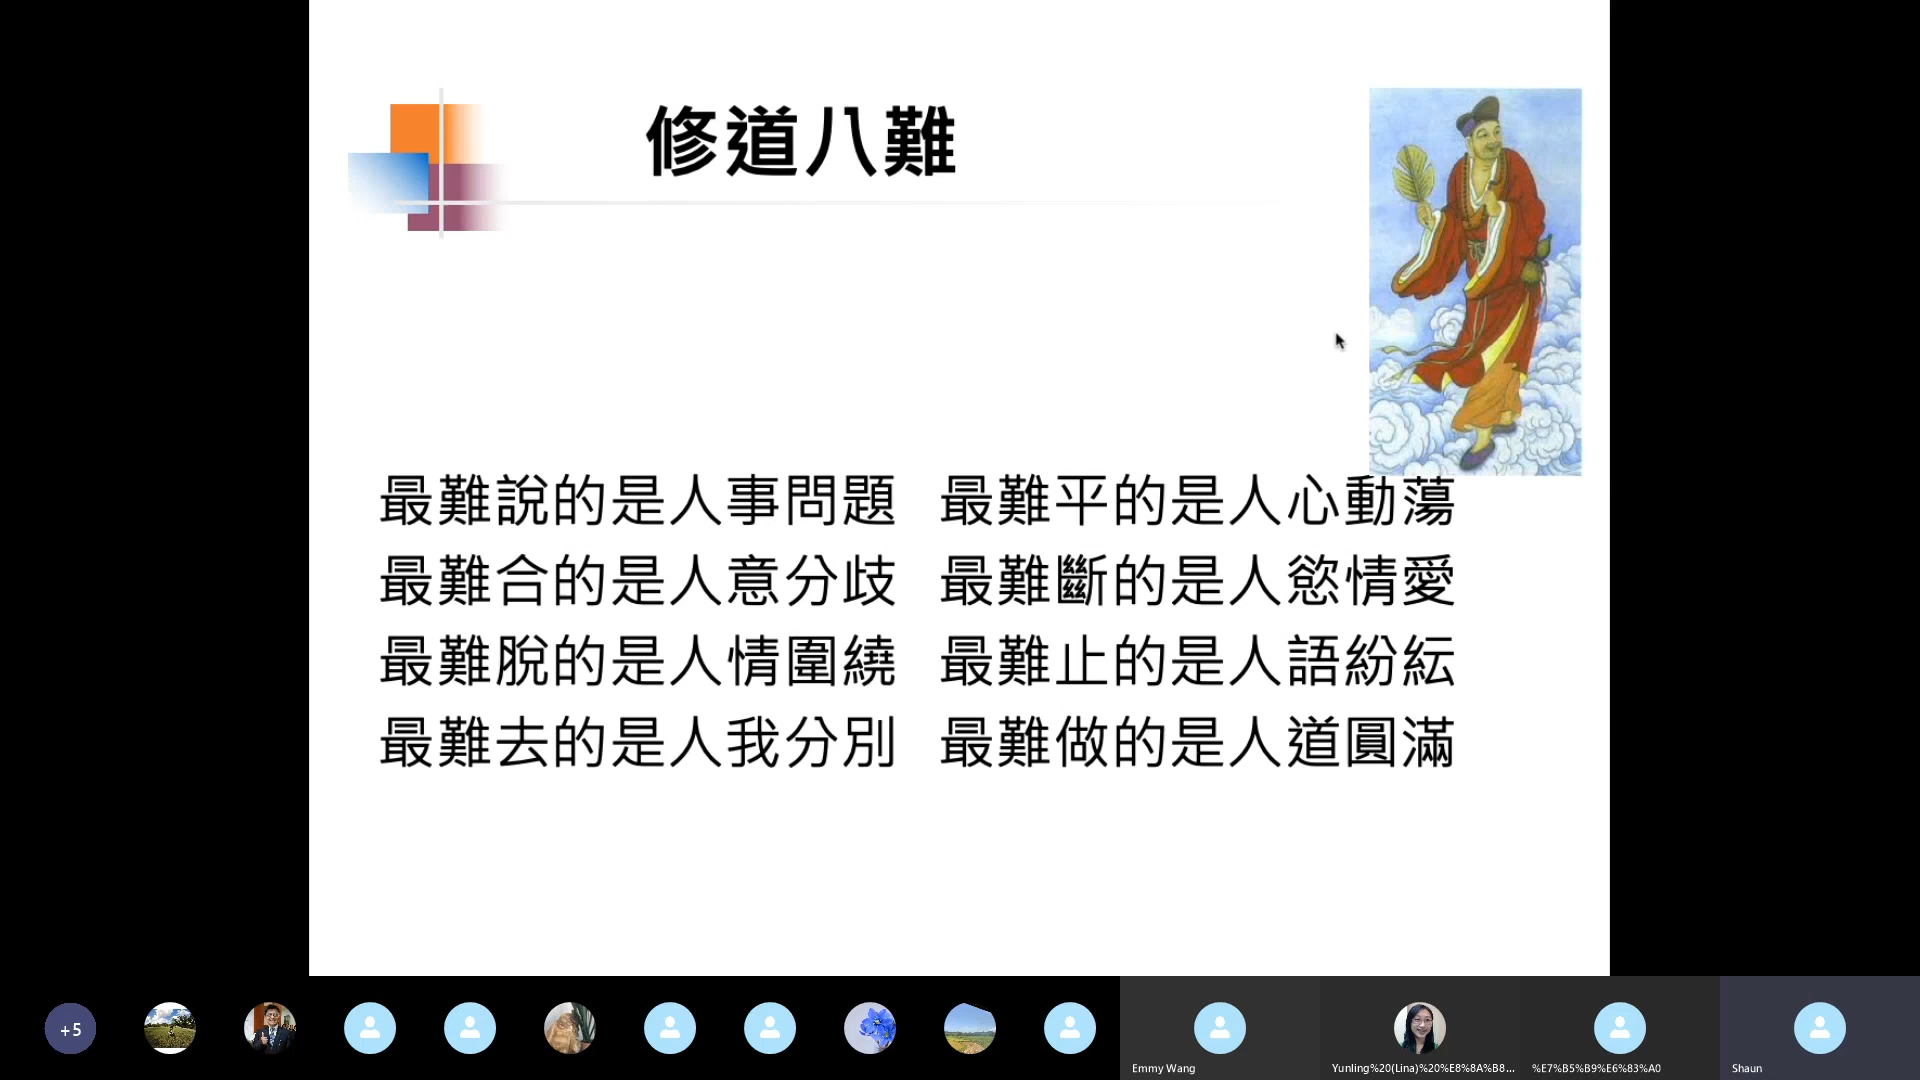 修道八難
最難說的是人事問題 最難平的是人心動蕩
最難合的是人意分歧 最難斷的是人慾情愛
最難脫的是人情圍繞 最難止的是人語紛紜
最難去的是人我分別 最難做的是人道圓滿
+5
Emmy Wang
Yunling%20(Lina)%20%E8%8A%B8...
%E7%B5%B9%E6%83%A0
Shaun